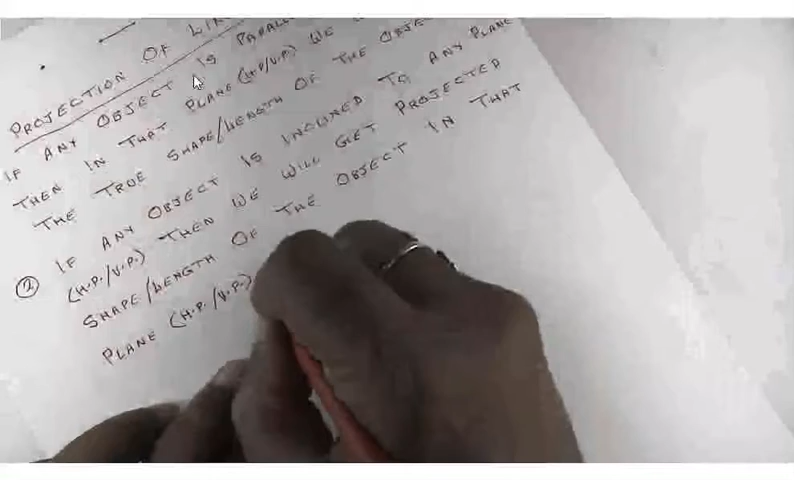 PROJECTION OF
IF ANY OBJECT IS PARALL
THEN IN THAT PLANE (H.P/V.P) WE
THE TRUE SHAPE/LENGTH OF THE OBJE
② IF ANY OBJECT IS INCLINED TO ANY PLANE
(H.P./V.P.) THEN WE WILL GET PROJECTED
SHAPE/LENGTH OF THE OBJECT IN THAT
PLANE (H.P./V.P.)